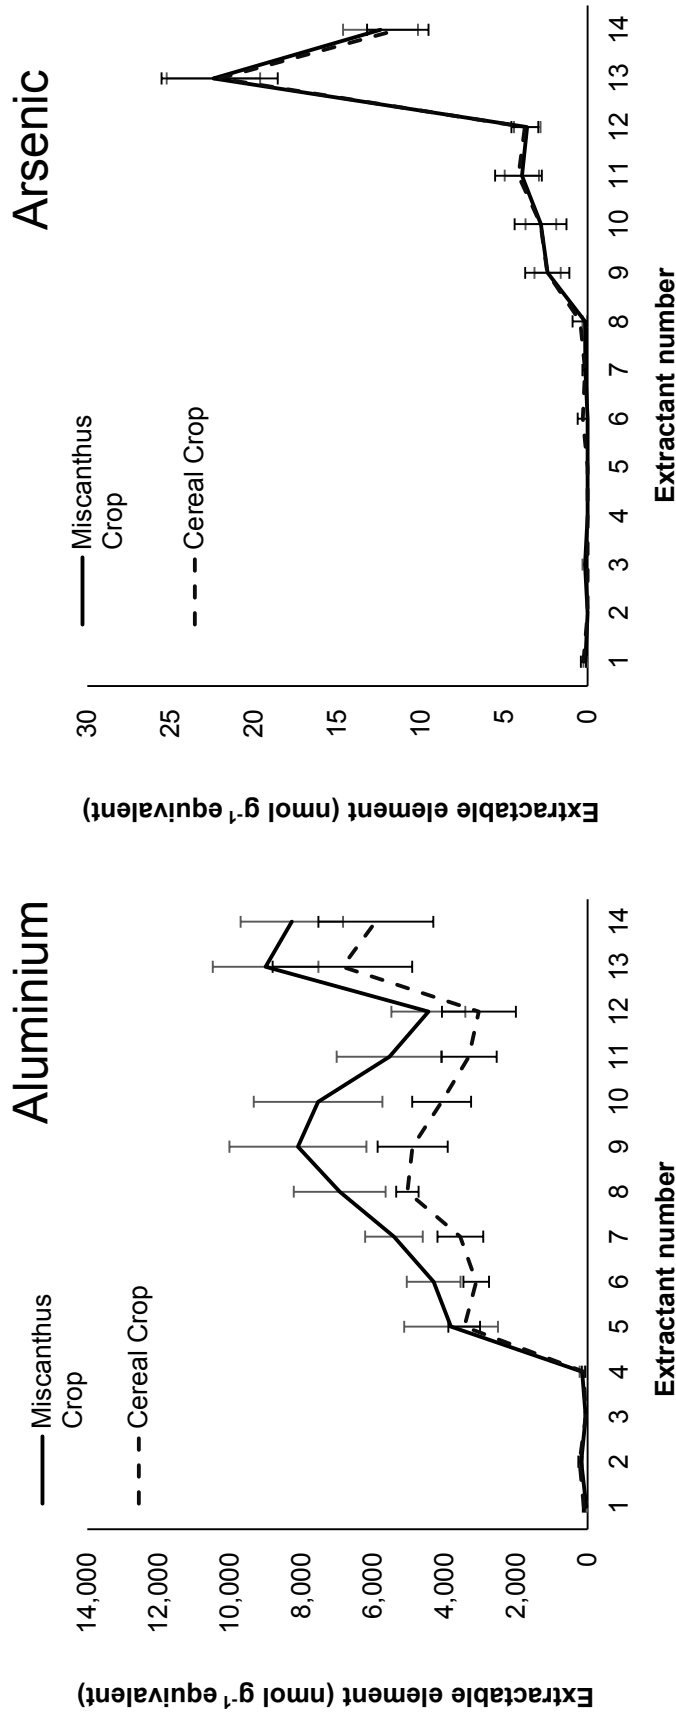 Aluminium
Miscanthus
Crop
Cereal Crop
Extractable element (nmol g-1 equivalent)
14,000
12,000
10,000
8,000
6,000
4,000
2,000
0
1 2 3 4 5 6 7 8 9 10 11 12 13 14
Extractant number
Arsenic
Miscanthus
Crop
Cereal Crop
Extractable element (nmol g-1 equivalent)
30
25
20
15
10
5
0
1 2 3 4 5 6 7 8 9 10 11 12 13 14
Extractant number